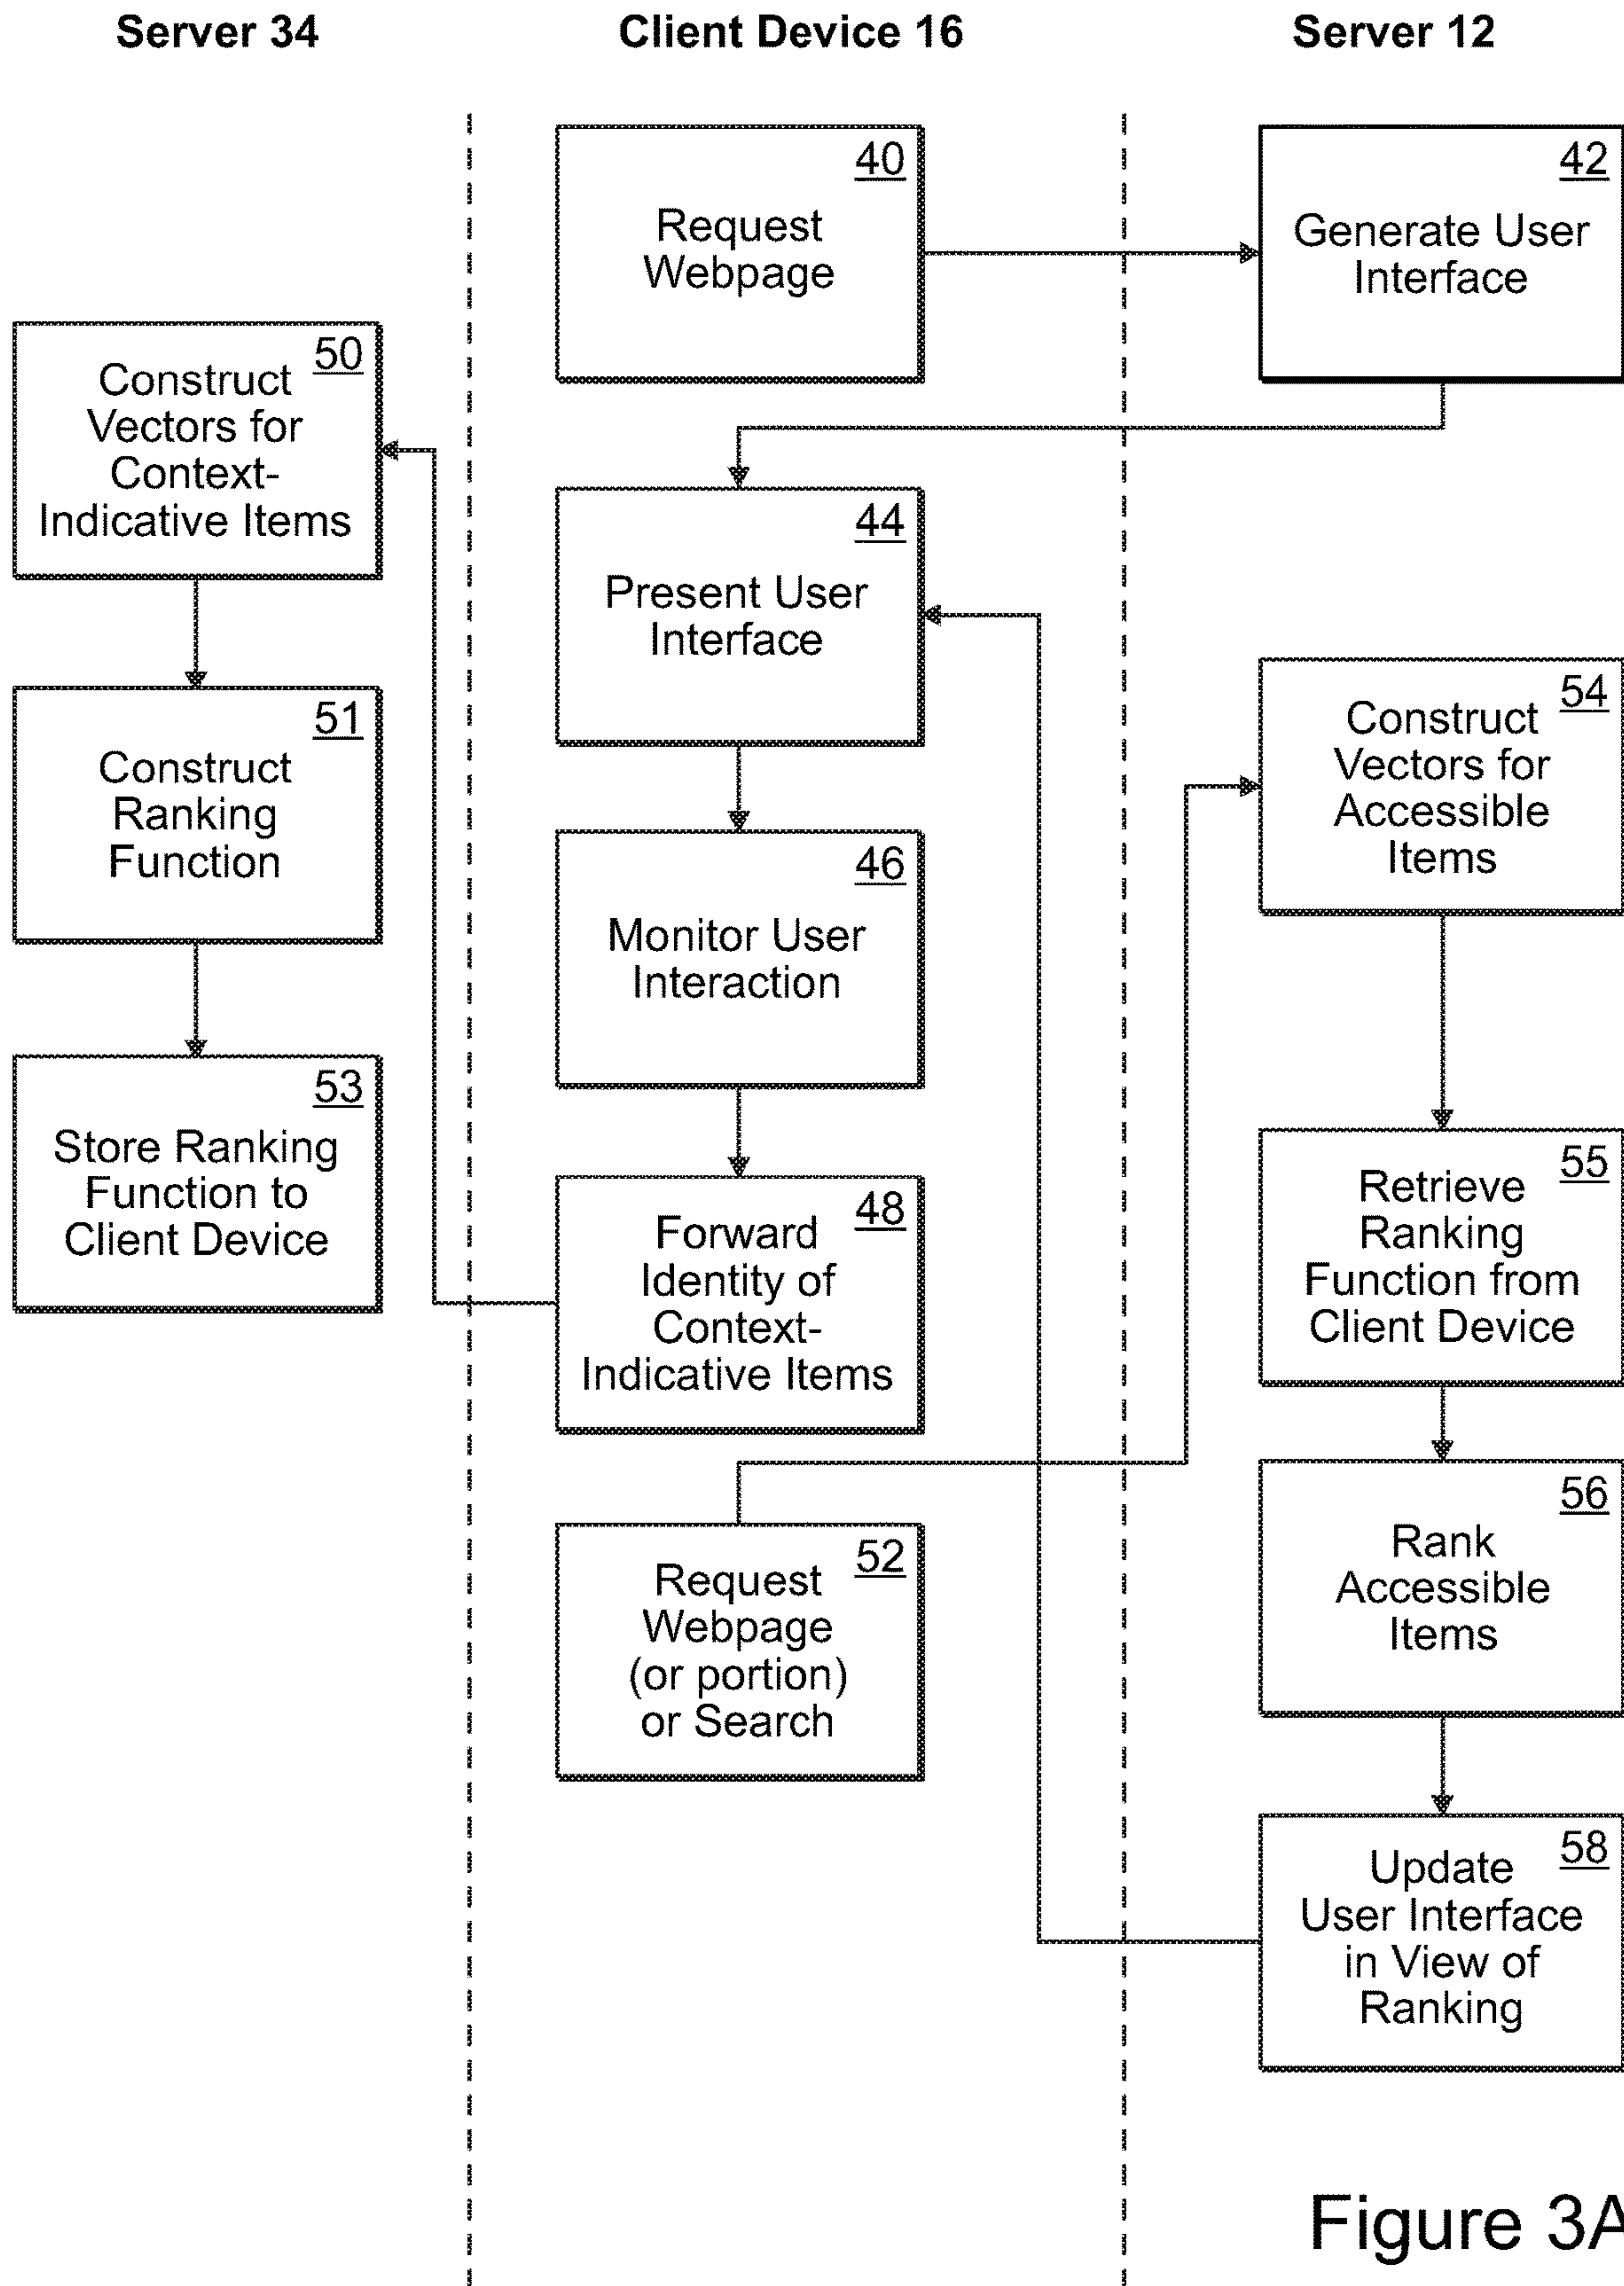 Server 34
Client Device 16
Server 12
40
Request
Webpage
42
Generate User
Interface
50
Construct
Vectors for
Context-
Indicative Items
44
Present User
Interface
54
Construct
Vectors for
Accessible
Items
51
Construct
Ranking
Function
46
Monitor User
Interaction
53
Store Ranking
Function to
Client Device
48
Forward
Identity of
Context-
Indicative Items
55
Retrieve
Ranking
Function from
Client Device
52
Request
Webpage
(or portion)
or Search
56
Rank
Accessible
Items
58
Update
User Interface
in View of
Ranking
Figure 3A